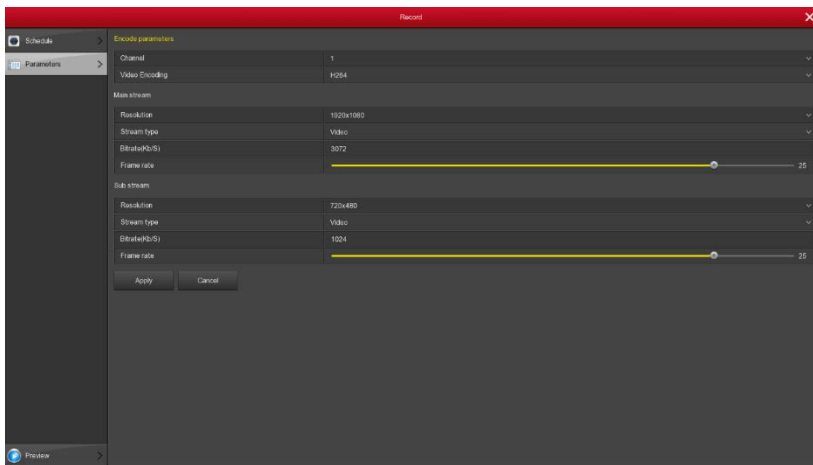 Record
Schedule
Parameters
Encode parameters
Channel 1
Video Encoding H264
Main stream
Resolution 1920x1080
Stream type Video
Bitrate(Kb/S) 3072
Frame rate 25
Sub stream
Resolution 720x480
Stream type Video
Bitrate(Kb/S) 1024
Frame rate 25
Apply Cancel
Preview